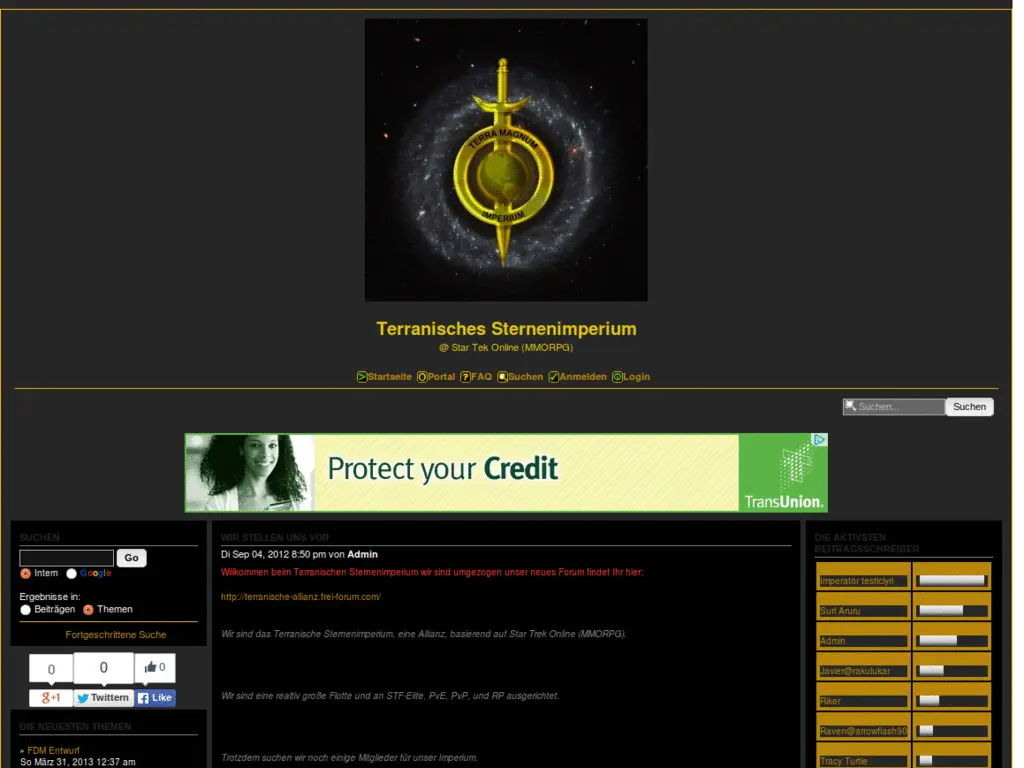 TERRA MAGNUM
IMPERIUM
Terranisches Sternenimperium
@ Star Tek Online (MMORPG)
Startseite Portal FAQ Suchen Anmelden Login
Suchen... Suchen
Protect your Credit
TransUnion.
SUCHEN
Go
Intern Google
Ergebnisse in:
Beiträgen Themen
Fortgeschrittene Suche
0 0 0
g+1 Twittern Like
DIE NEUESTEN THEMEN
» FDM Entwurf
So März 31, 2013 12:37 am
WIR STELLEN UNS VOR
Di Sep 04, 2012 8:50 pm von Admin
Willkommen beim Terranischen Sternenimperium wir sind umgezogen unser neues Forum findet Ihr hier:
http://terranische-allianz.frei-forum.com/
Wir sind das Terranische Sternenimperium, eine Allianz, basierend auf Star Trek Online (MMORPG).
Wir sind eine realtiv große Flotte und an STF-Elite, PvE, PvP, und RP ausgerichtet.
Trotzdem suchen wir noch einige Mitglieder für unser Imperium.
DIE AKTIVSTEN
BEITRAGSSCHREIBER
Imperator testiclyri
Surl Aruru
Admin
Javier@rakulukar
Riker
Raven@arrowflash90
Tracy Turtle